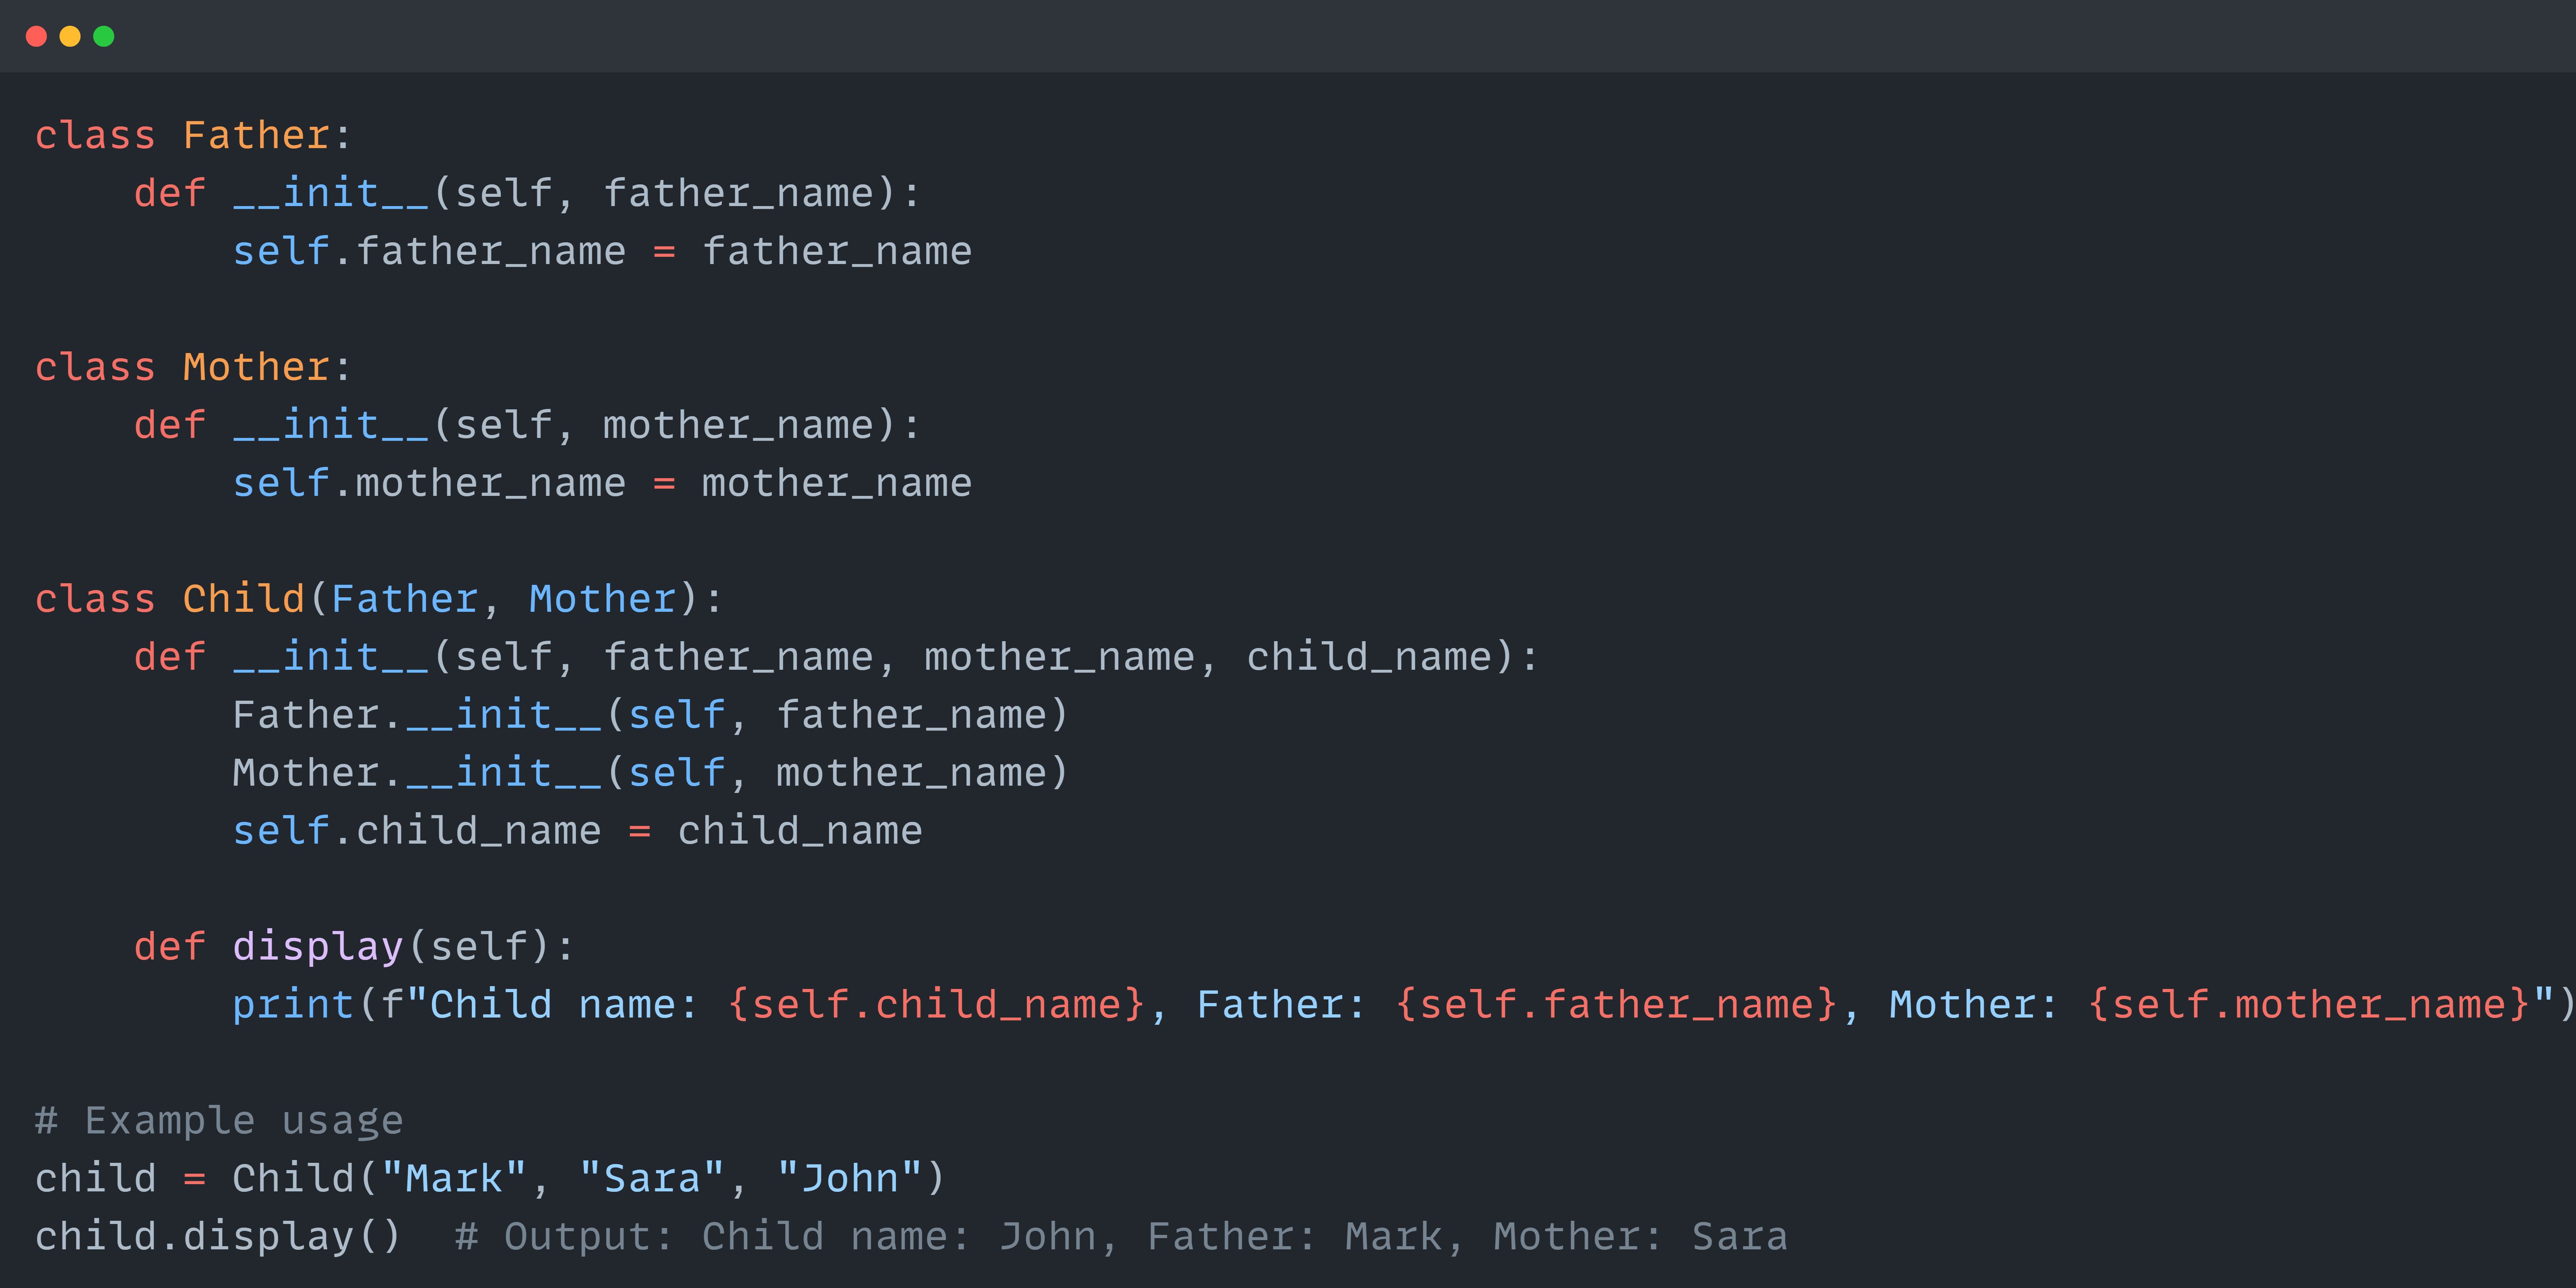 class Father:
    def __init__(self, father_name):
        self.father_name = father_name

class Mother:
    def __init__(self, mother_name):
        self.mother_name = mother_name

class Child(Father, Mother):
    def __init__(self, father_name, mother_name, child_name):
        Father.__init__(self, father_name)
        Mother.__init__(self, mother_name)
        self.child_name = child_name

    def display(self):
        print(f"Child name: {self.child_name}, Father: {self.father_name}, Mother: {self.mother_name}")

# Example usage
child = Child("Mark", "Sara", "John")
child.display()  # Output: Child name: John, Father: Mark, Mother: Sara